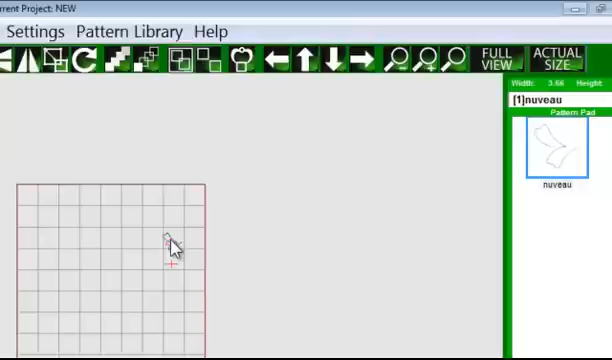 rrent Project: NEW
Settings Pattern Library Help
FULL VIEW
ACTUAL SIZE
Width: 3.66 Height:
[1]nuveau
Pattern Pad
nuveau